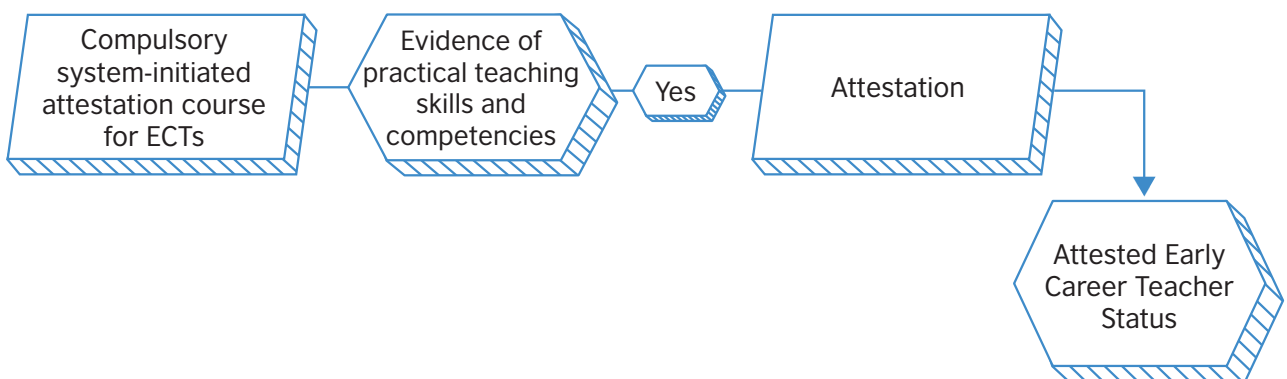 Compulsory
system-initiated
attestation course
for ECTs
Evidence of
practical teaching
skills and
competencies
Yes
Attestation
Attested Early
Career Teacher
Status